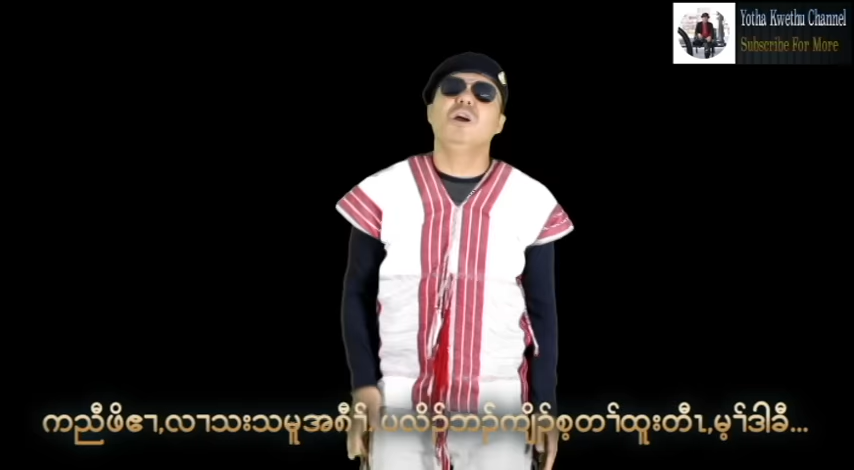 Yotha Kwethu Channel
Subscribe For More
ကညီဖိဧၢ,လၢသးသမူအစီၢ်, ပလိၣ်ဘၣ်ကျိၣ်စ့တၢ်ထူးတီၤ,မ့ၢ်ဒါခီ...